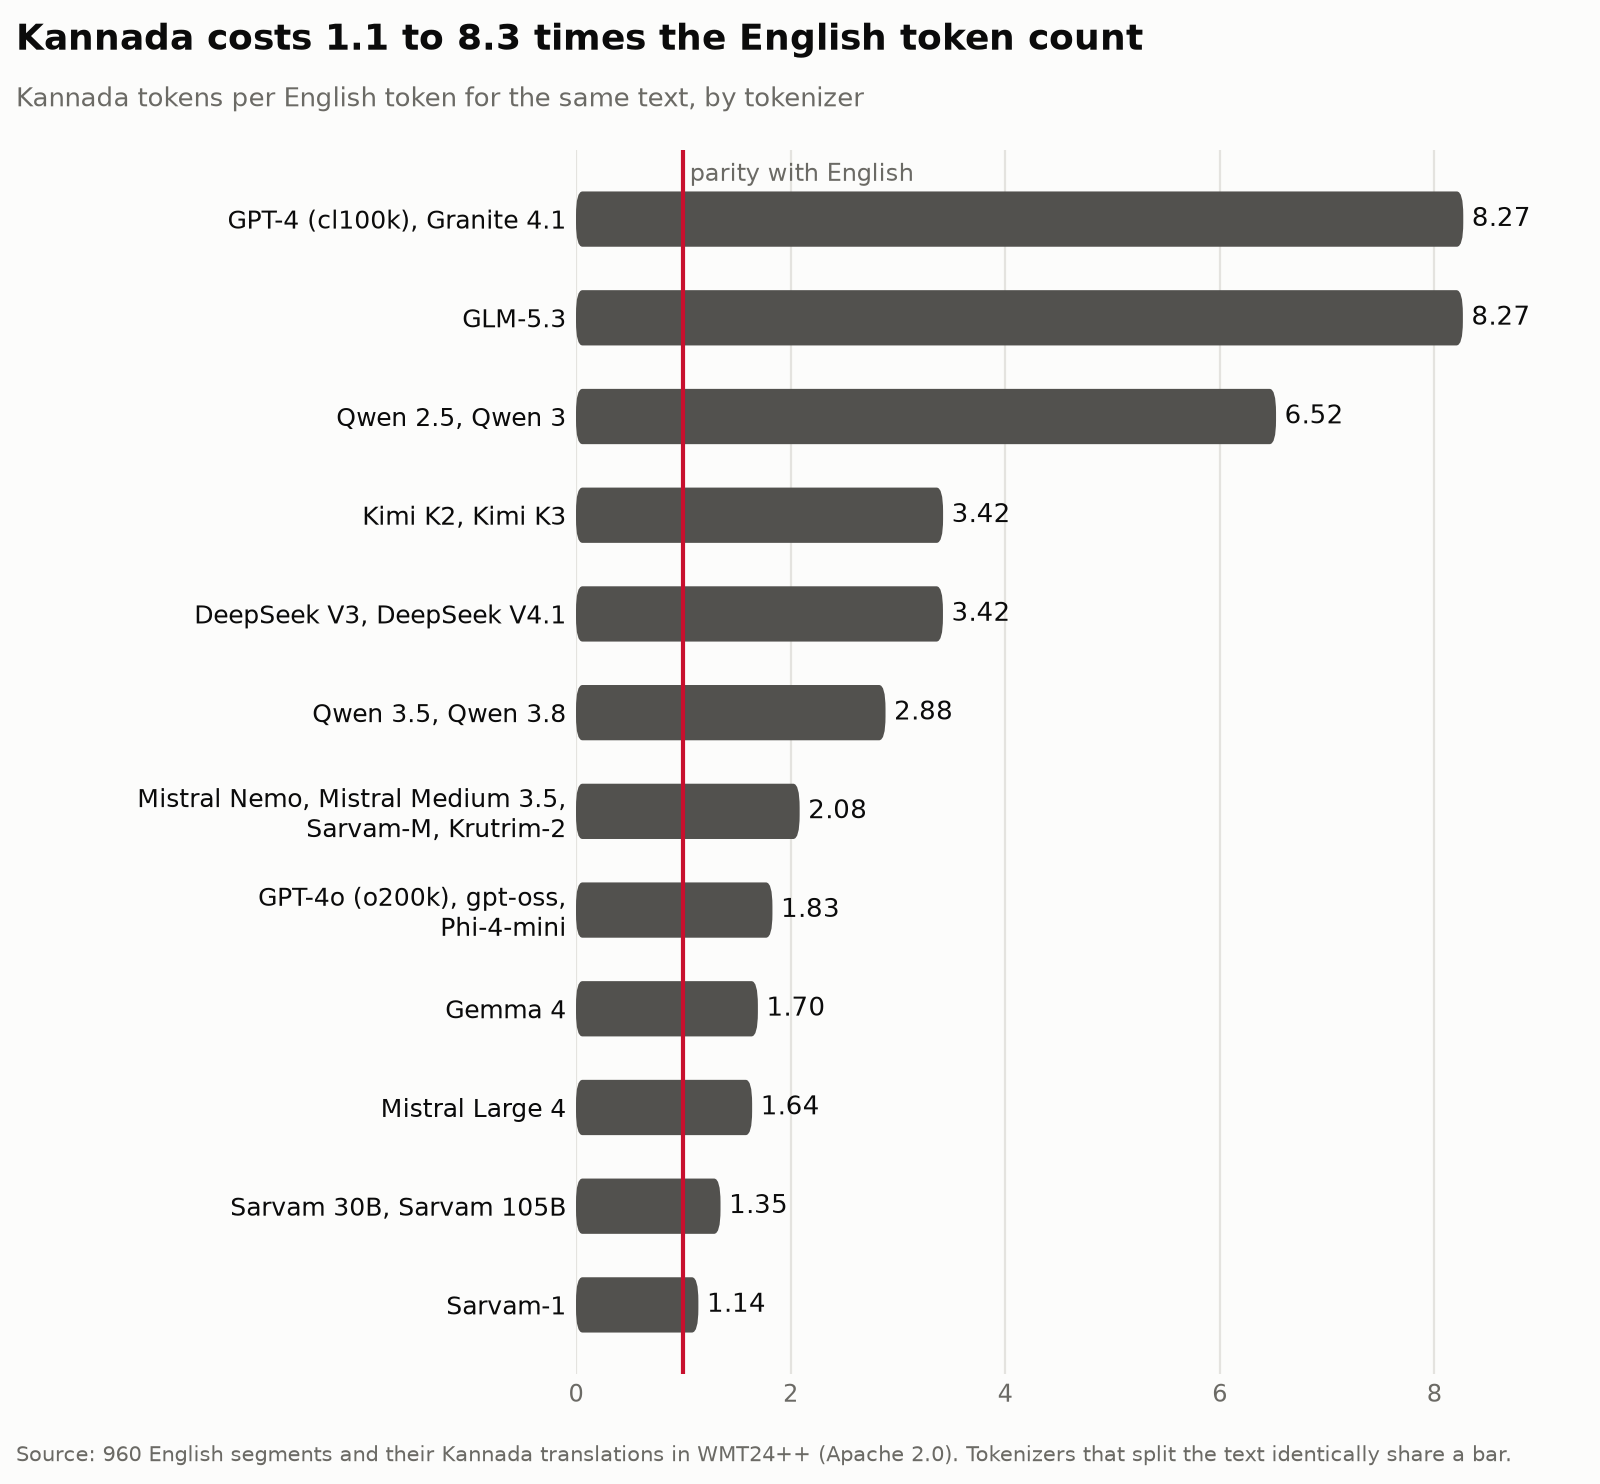 Kannada costs 1.1 to 8.3 times the English token count
Kannada tokens per English token for the same text, by tokenizer
parity with English
GPT-4 (cl100k), Granite 4.1
8.27
GLM-5.3
8.27
Qwen 2.5, Qwen 3
6.52
Kimi K2, Kimi K3
3.42
DeepSeek V3, DeepSeek V4.1
3.42
Qwen 3.5, Qwen 3.8
2.88
Mistral Nemo, Mistral Medium 3.5,
Sarvam-M, Krutrim-2
2.08
GPT-4o (o200k), gpt-oss,
Phi-4-mini
1.83
Gemma 4
1.70
Mistral Large 4
1.64
Sarvam 30B, Sarvam 105B
1.35
Sarvam-1
1.14
0 2 4 6 8
Source: 960 English segments and their Kannada translations in WMT24++ (Apache 2.0). Tokenizers that split the text identically share a bar.